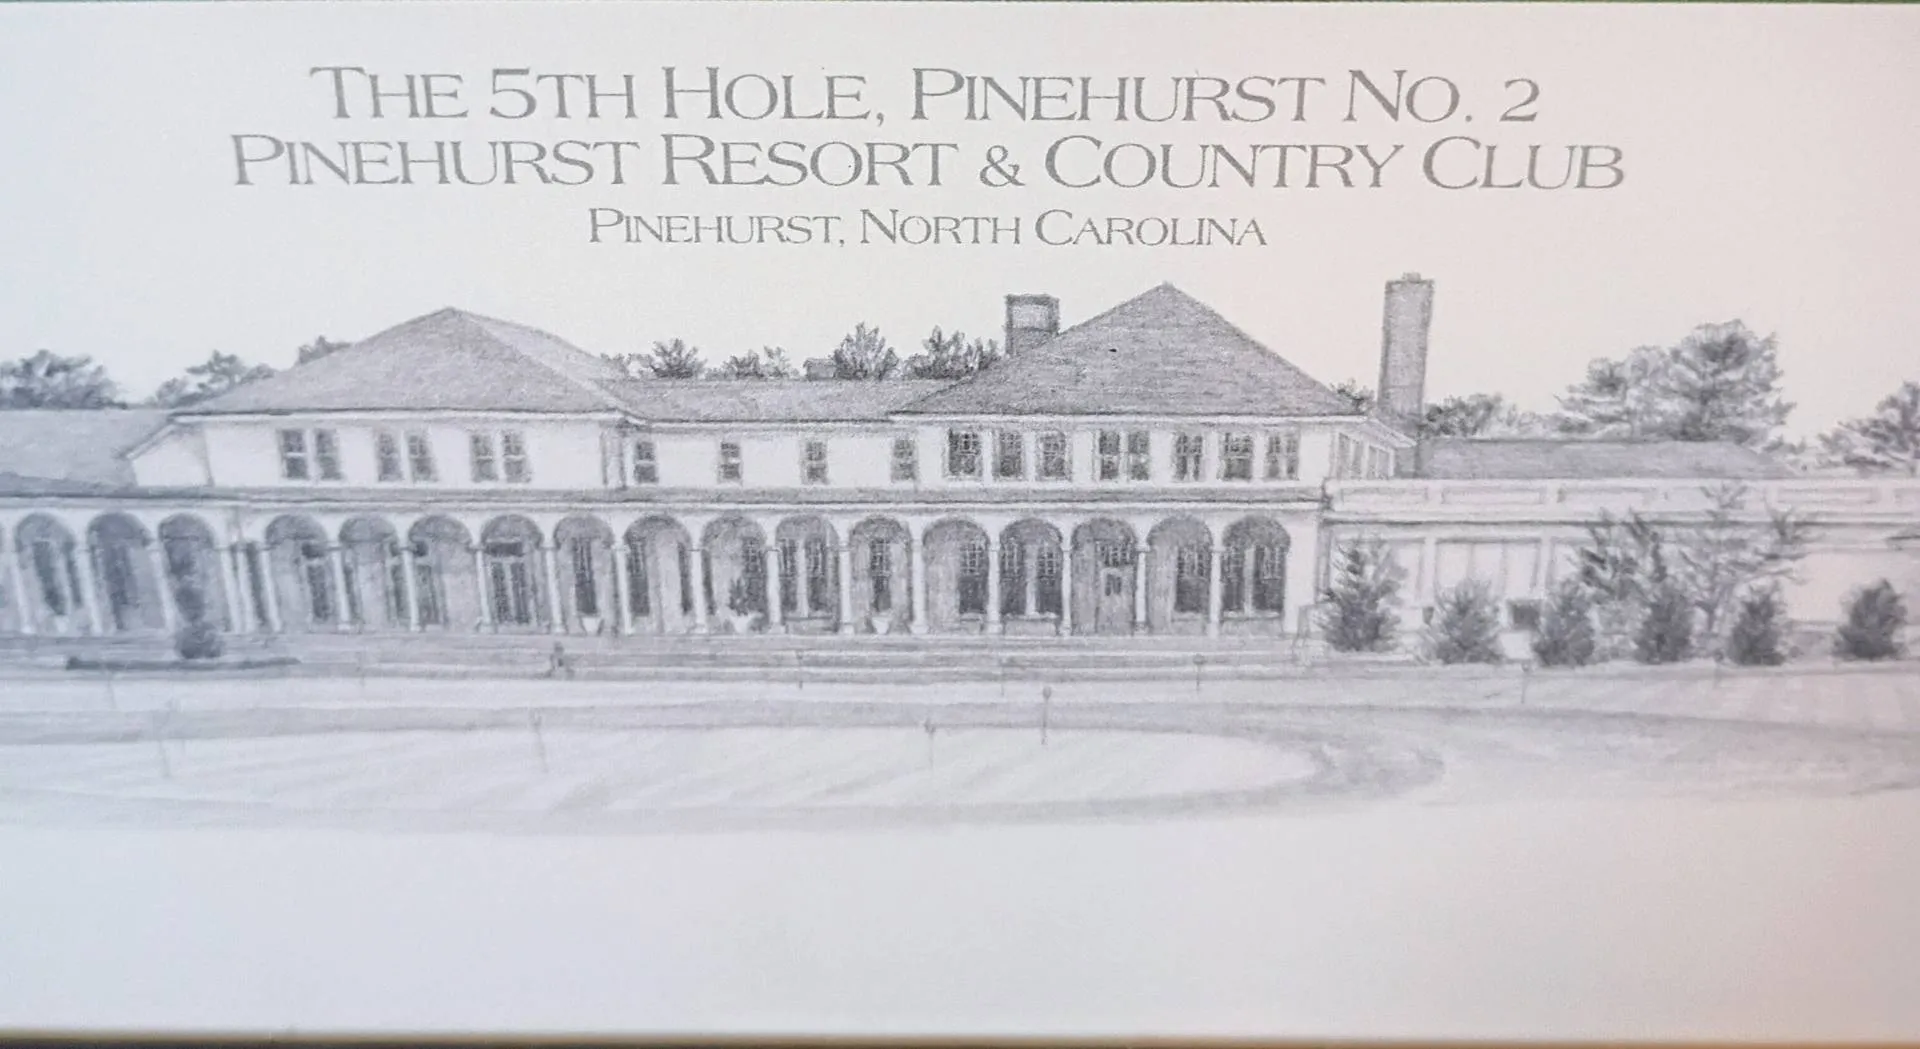 The 5th Hole, Pinehurst No. 2
Pinehurst Resort & Country Club
Pinehurst, North Carolina